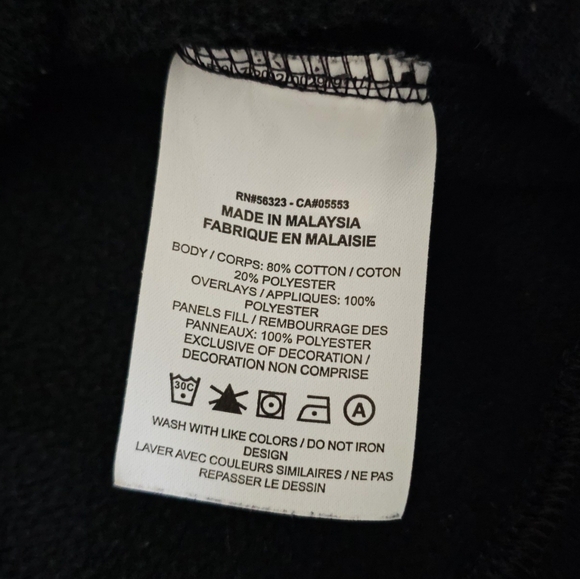 RN#56323 - CA#05553
MADE IN MALAYSIA
FABRIQUE EN MALAISIE
BODY / CORPS: 80% COTTON / COTON
20% POLYESTER
OVERLAYS / APPLIQUES: 100%
POLYESTER
PANELS FILL / REMBOURRAGE DES
PANNEAUX: 100% POLYESTER
EXCLUSIVE OF DECORATION /
DECORATION NON COMPRISE
30C A
WASH WITH LIKE COLORS / DO NOT IRON
DESIGN
LAVER AVEC COULEURS SIMILAIRES / NE PAS
REPASSER LE DESSIN